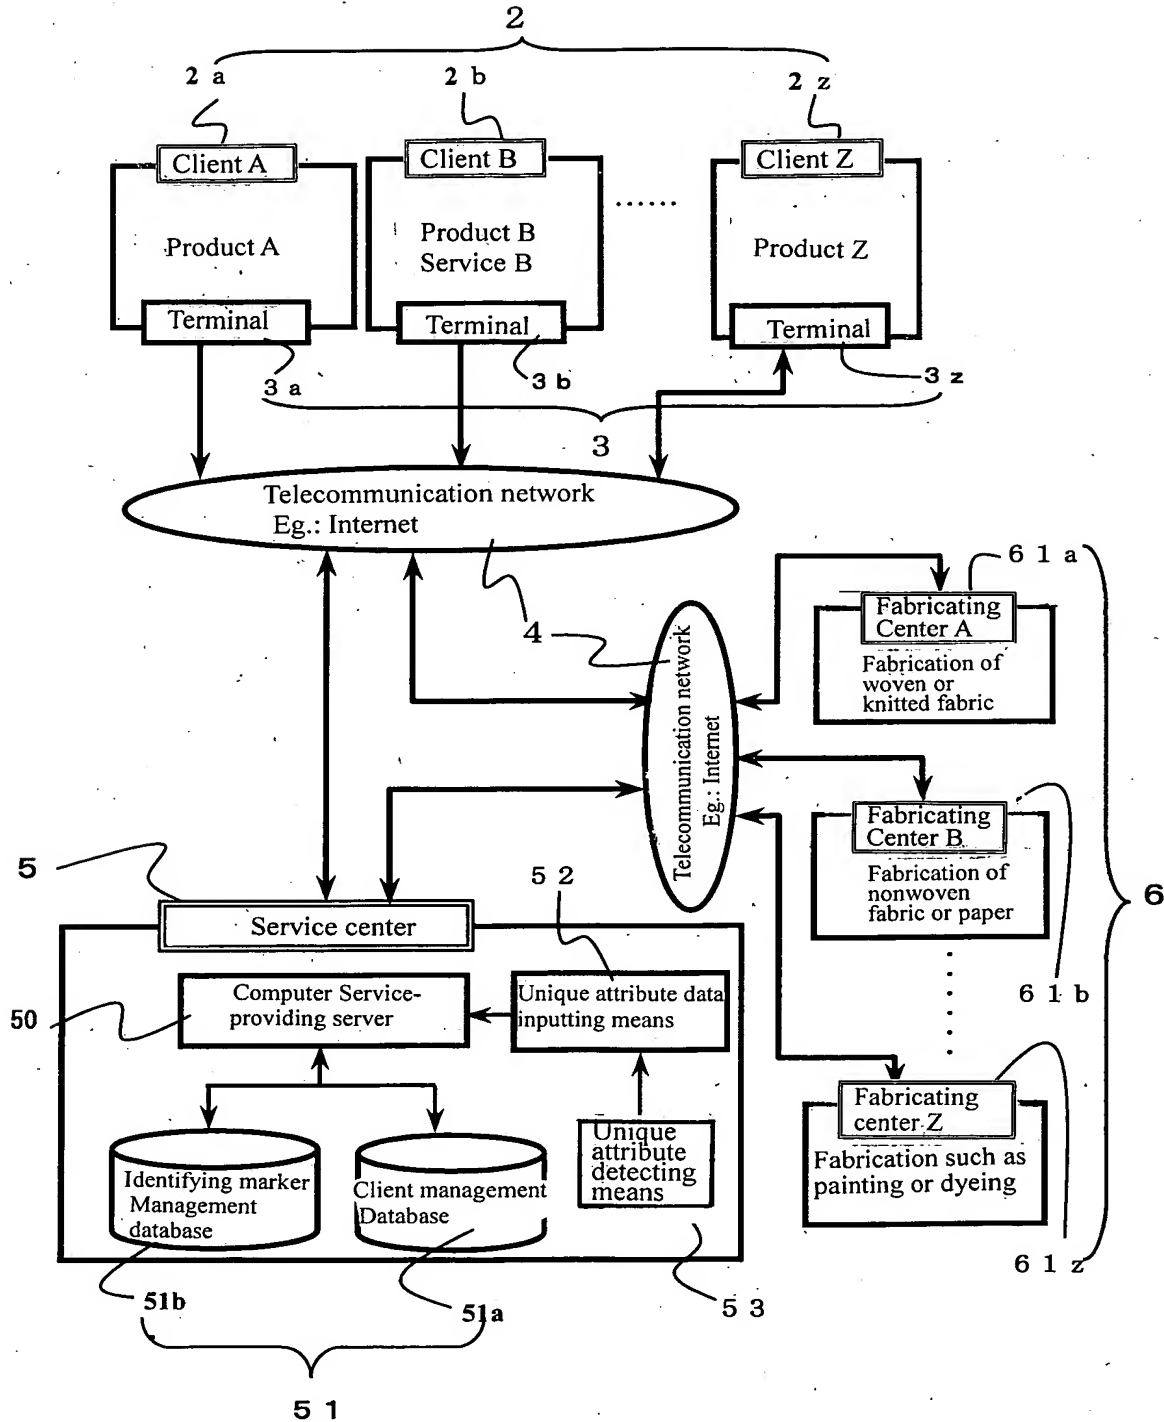 2
2 a
2 b
2 z
Client A
Client B
Client Z
Product A
Product B
Service B
.......
Product Z
Terminal
Terminal
Terminal
3 a
3 b
3 z
3
Telecommunication network
Eg.: Internet
4
Telecommunication network
Eg.: Internet
6 1 a
Fabricating
Center A
Fabrication of
woven or
knitted fabric
Fabricating
Center B
Fabrication of
nonwoven
fabric or paper
6 1 b
6
Fabricating
center Z
Fabrication such as
painting or dyeing
6 1 z
5
Service center
5 2
50
Computer Service-
providing server
Unique attribute data
inputting means
Unique
attribute
detecting
means
Identifying marker
Management
database
Client management
Database
51b
51a
5 3
5 1